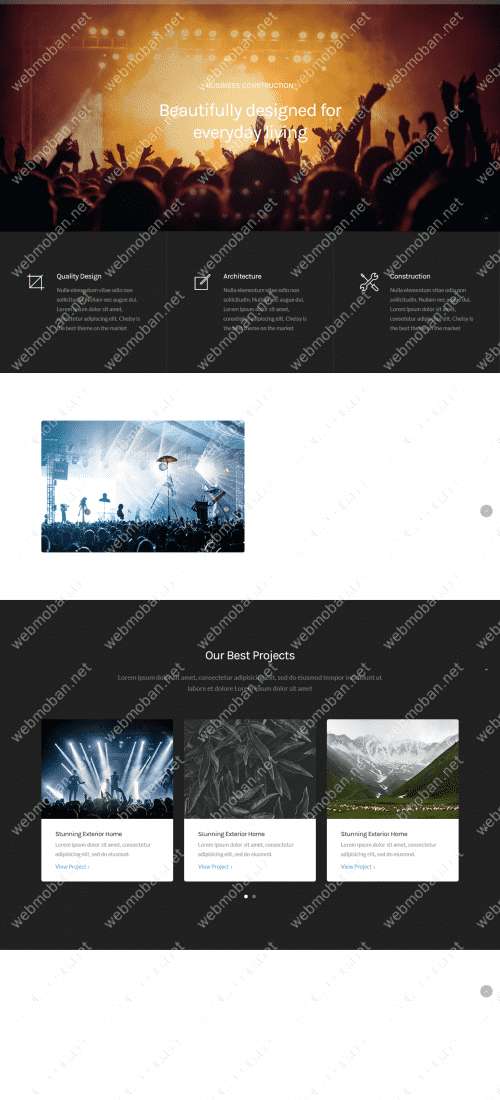 BUSINESS CONSTRUCTION
Beautifully designed for
everyday living
Quality Design
Nulla elementum vitae odio non
sollicitudin. Nullam nec augue dui.
Lorem ipsum dolor sit amet,
consectetur adipiscing elit. Chelsy is
the best theme on the market
Architecture
Nulla elementum vitae odio non
sollicitudin. Nullam nec augue dui.
Lorem ipsum dolor sit amet,
consectetur adipiscing elit. Chelsy is
the best theme on the market
Construction
Nulla elementum vitae odio non
sollicitudin. Nullam nec augue dui.
Lorem ipsum dolor sit amet,
consectetur adipiscing elit. Chelsy is
the best theme on the market
Our Best Projects
Lorem ipsum dolor sit amet, consectetur adipisicing elit, sed do eiusmod tempor incididunt ut
labore et dolore Lorem ipsum dolor sit amet
Stunning Exterior Home
Lorem ipsum dolor sit amet, consectetur
adipisicing elit, sed do eiusmod.
View Project ›
Stunning Exterior Home
Lorem ipsum dolor sit amet, consectetur
adipisicing elit, sed do eiusmod.
View Project ›
Stunning Exterior Home
Lorem ipsum dolor sit amet, consectetur
adipisicing elit, sed do eiusmod.
View Project ›
webmoban.net